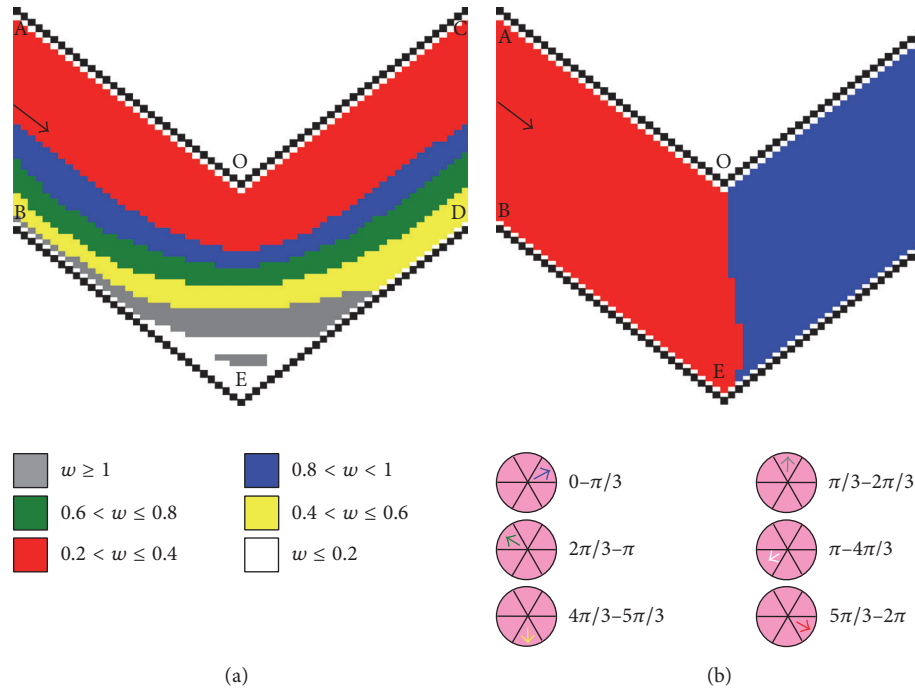 A C A
O O
B D B
E E
w ≥ 1 0.8 < w < 1 0–π/3 π/3–2π/3
0.6 < w ≤ 0.8 0.4 < w ≤ 0.6 2π/3–π π–4π/3
0.2 < w ≤ 0.4 w ≤ 0.2 4π/3–5π/3 5π/3–2π
(a) (b)